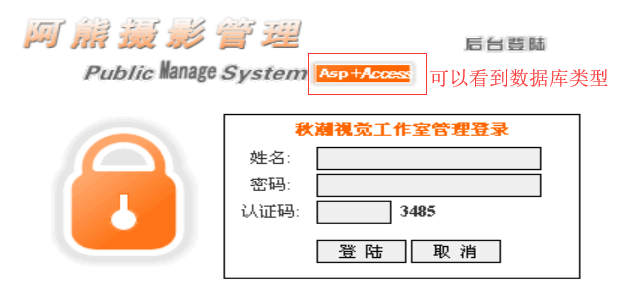 阿熊摄影管理
后台登陆
Public Manage System Asp+Access 可以看到数据库类型
秋潮视觉工作室管理登录
姓名:
密码:
认证码: 3485
登 陆 取 消